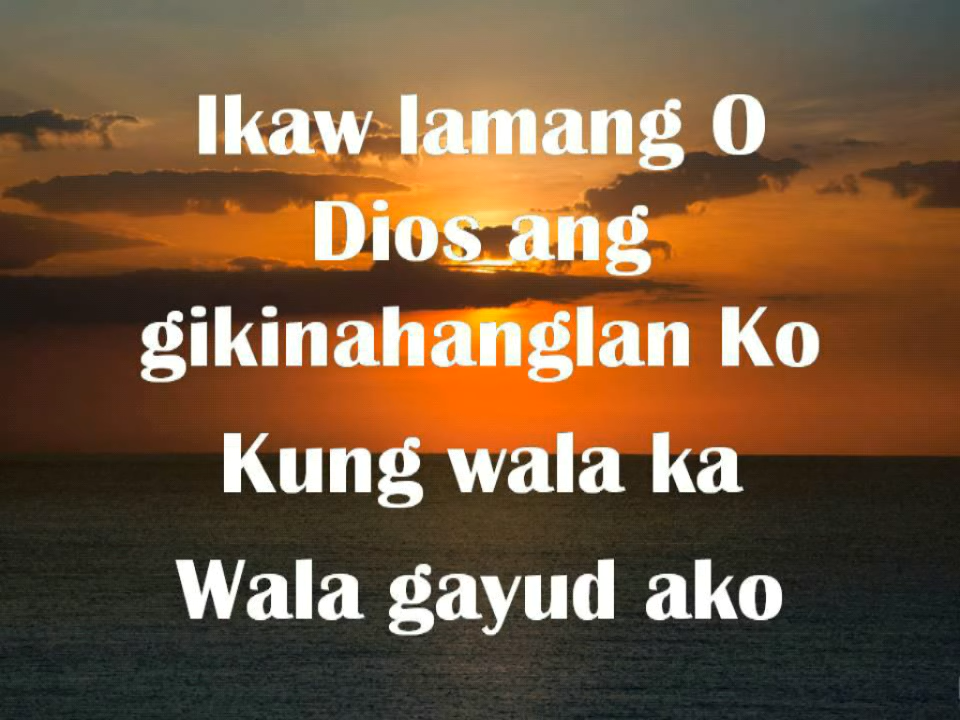 Ikaw lamang O
Dios ang
gikinahanglan Ko
Kung wala ka
Wala gayud ako